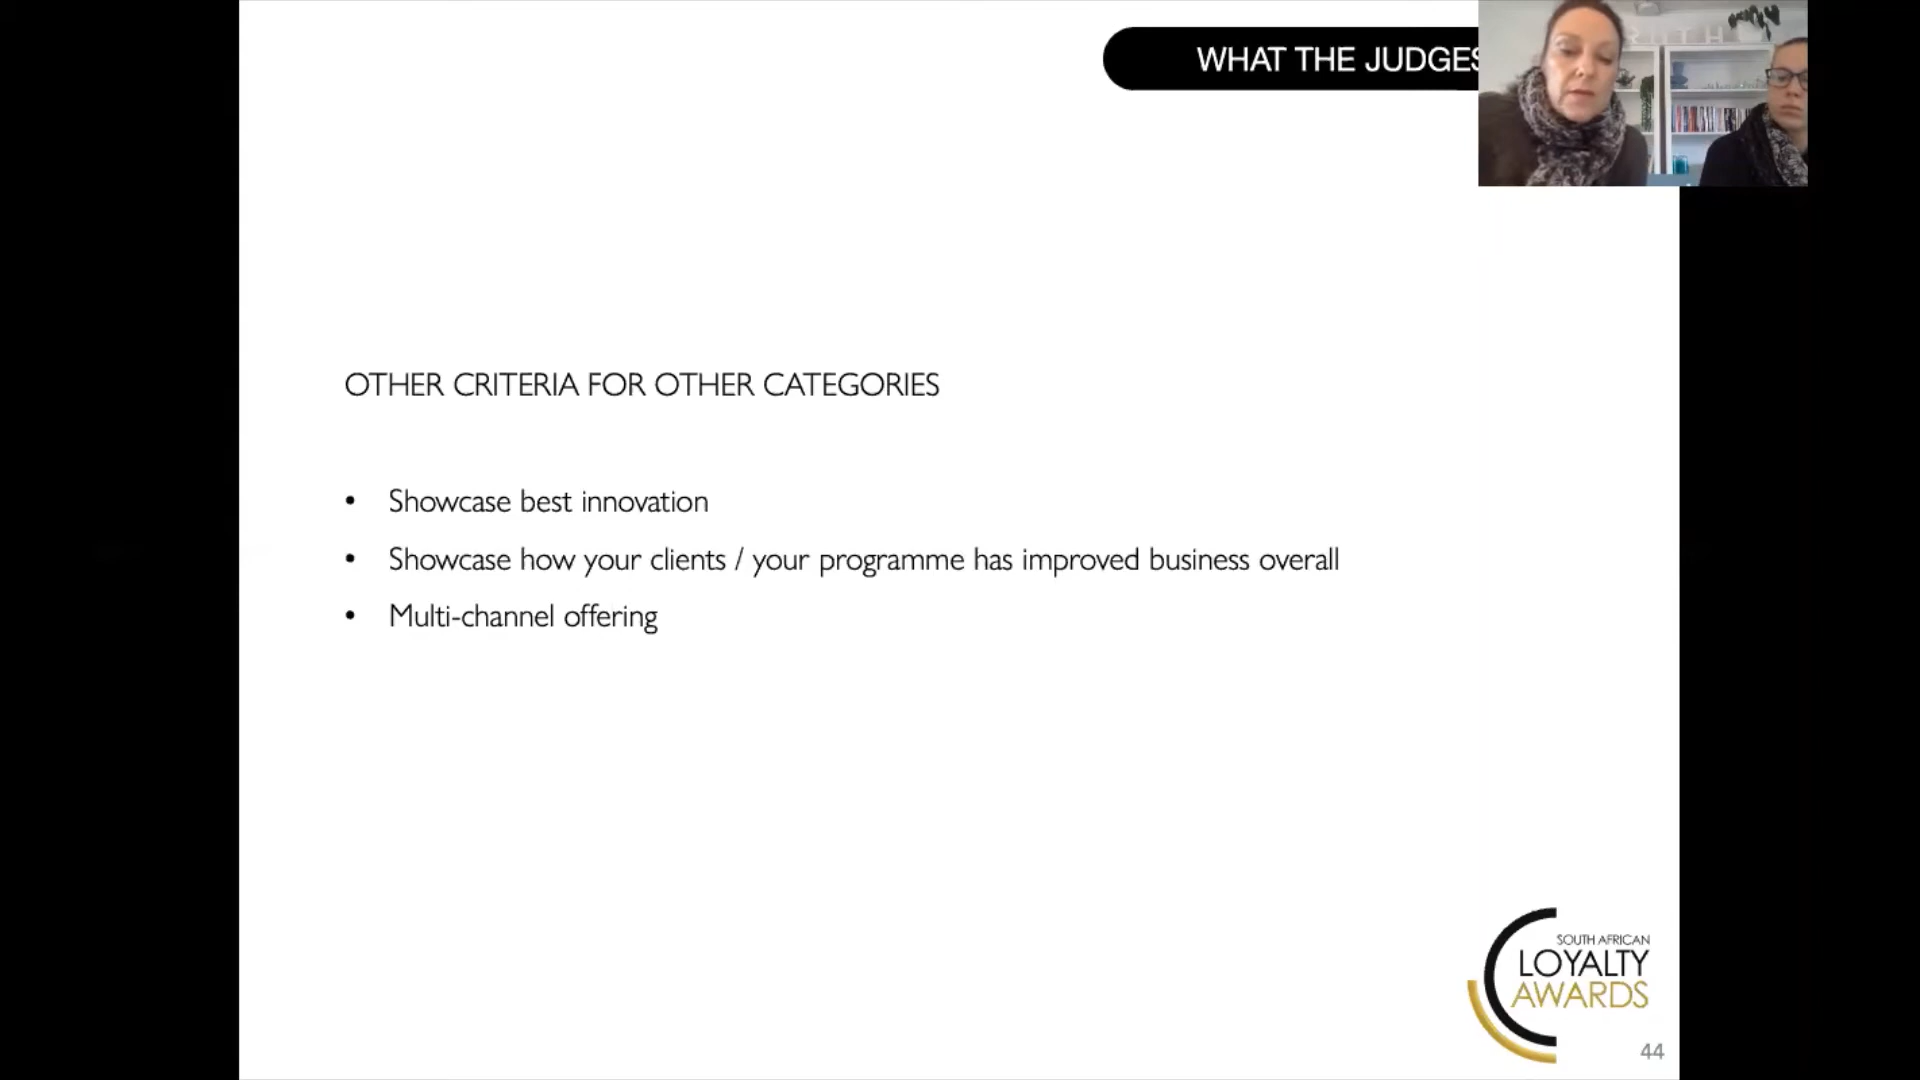 WHAT THE JUDGES
OTHER CRITERIA FOR OTHER CATEGORIES
• Showcase best innovation
• Showcase how your clients / your programme has improved business overall
• Multi-channel offering
SOUTH AFRICAN
LOYALTY
AWARDS
44